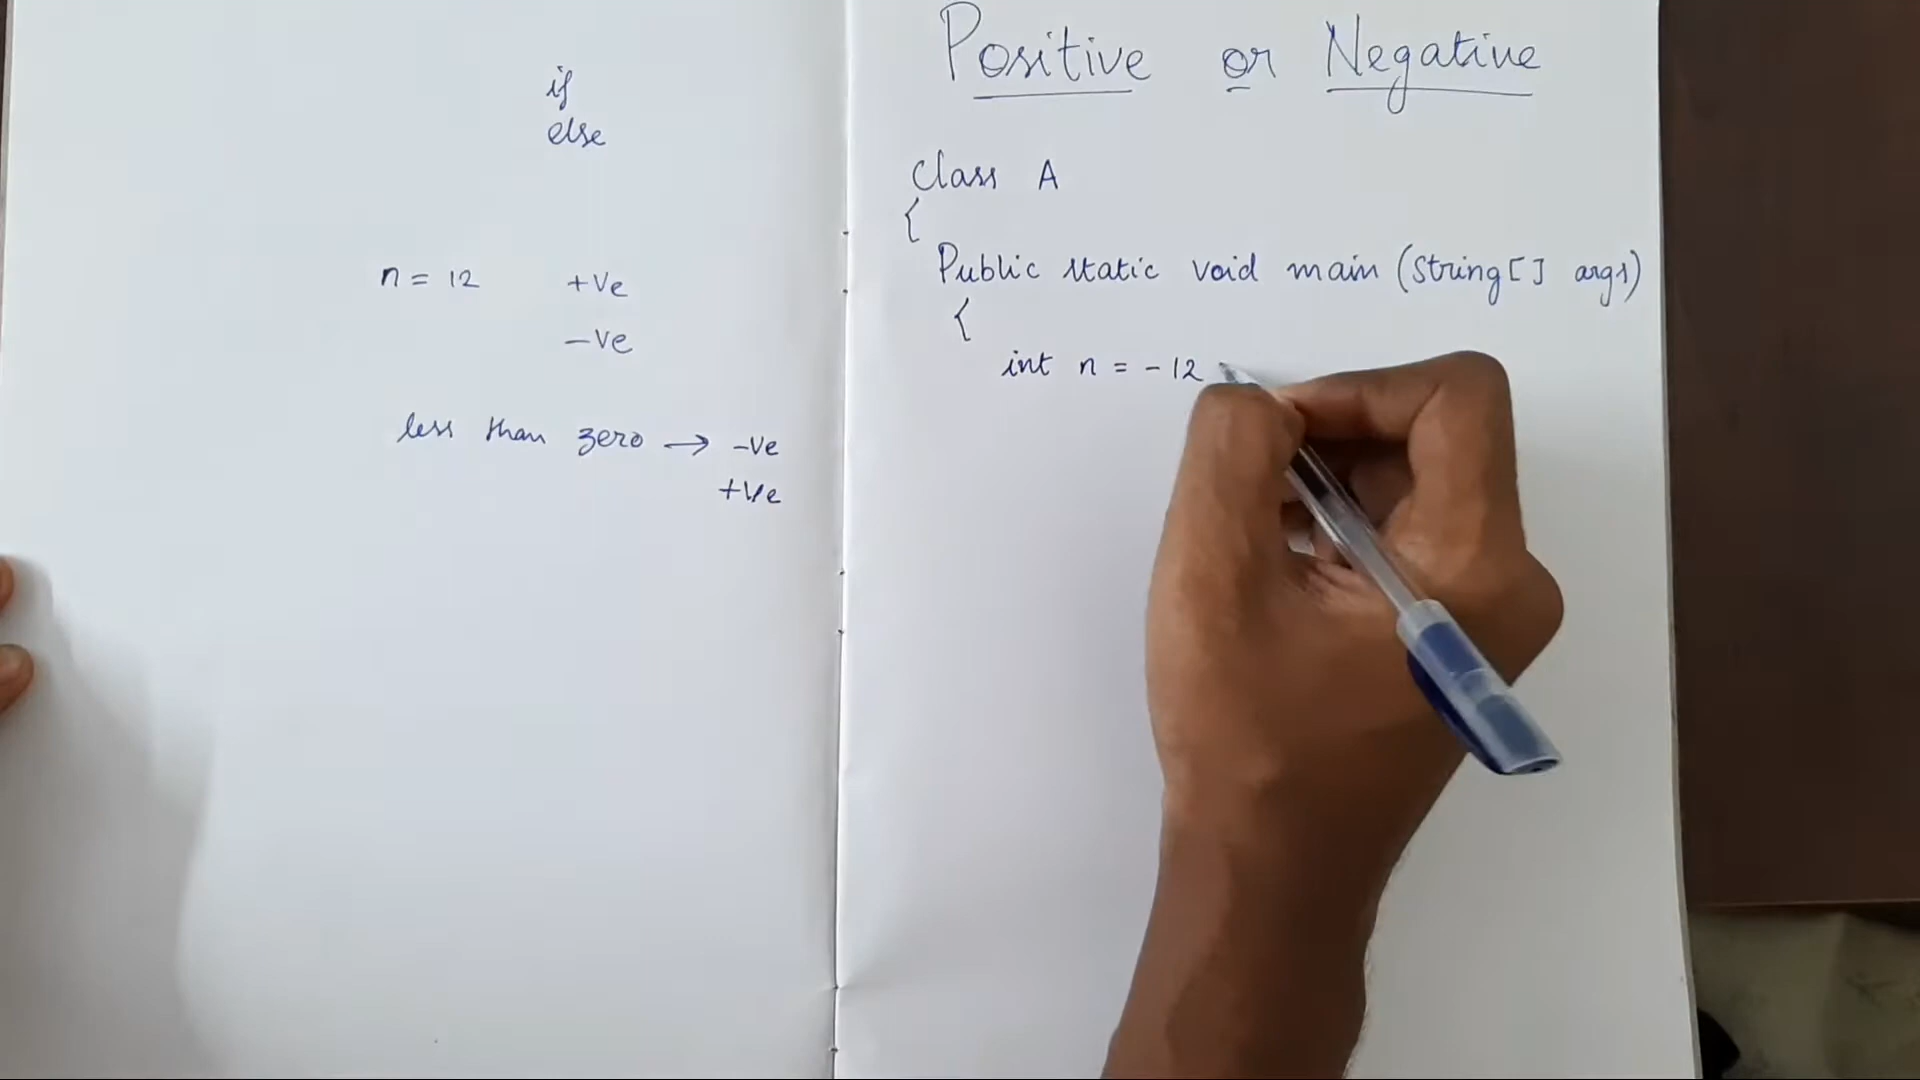 if
else
n = 12 +ve
-ve
less than zero → -ve
+ve
Positive or Negative
Class A
{
Public static void main (String[] args)
{
int n = -12